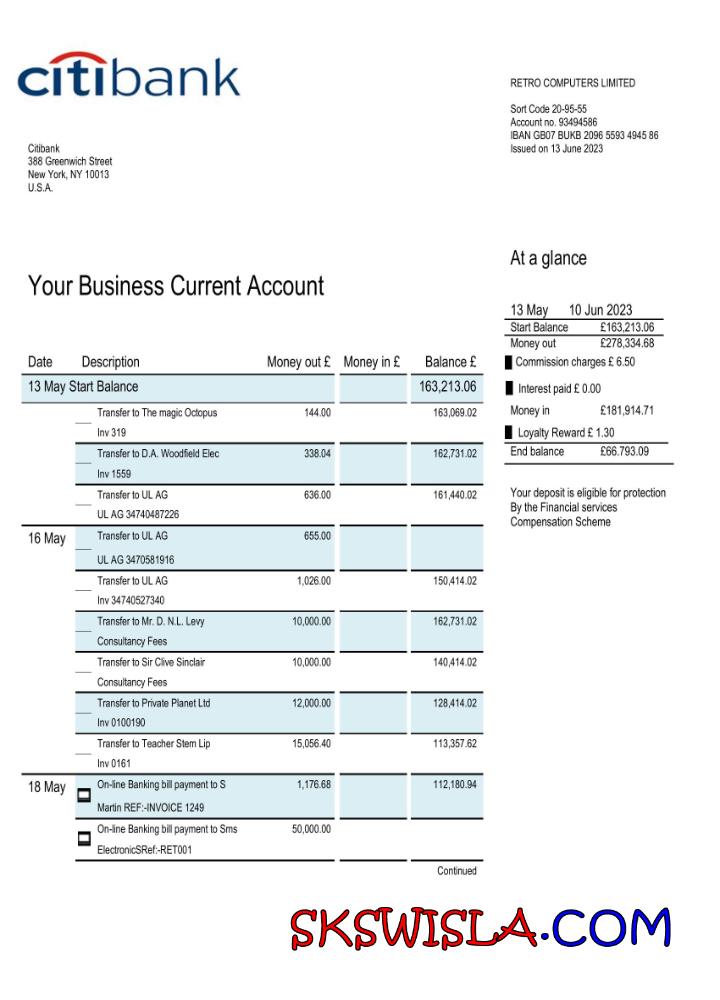 citibank
RETRO COMPUTERS LIMITED
Sort Code 20-95-55
Account no. 93494586
IBAN GB07 BUKB 2096 5593 4945 86
Issued on 13 June 2023
Citibank
388 Greenwich Street
New York, NY 10013
U.S.A.
At a glance
13 May 10 Jun 2023
Start Balance £163,213.06
Money out £278,334.68
Commission charges £ 6.50
Interest paid £ 0.00
Money in £181,914.71
Loyalty Reward £ 1.30
End balance £66.793.09
Your deposit is eligible for protection
By the Financial services
Compensation Scheme
Your Business Current Account
Date Description Money out £ Money in £ Balance £
13 May Start Balance 163,213.06
Transfer to The magic Octopus 144.00 163,069.02
Inv 319
Transfer to D.A. Woodfield Elec 338.04 162,731.02
Inv 1559
Transfer to UL AG 636.00 161,440.02
UL AG 34740487226
16 May Transfer to UL AG 655.00
UL AG 3470581916
Transfer to UL AG 1,026.00 150,414.02
Inv 34740527340
Transfer to Mr. D. N.L. Levy 10,000.00 162,731.02
Consultancy Fees
Transfer to Sir Clive Sinclair 10,000.00 140,414.02
Consultancy Fees
Transfer to Private Planet Ltd 12,000.00 128,414.02
Inv 0100190
Transfer to Teacher Stem Lip 15,056.40 113,357.62
Inv 0161
18 May On-line Banking bill payment to S 1,176.68 112,180.94
Martin REF:-INVOICE 1249
On-line Banking bill payment to Sms 50,000.00
ElectronicSRef:-RET001
Continued
SKSWISLA.COM